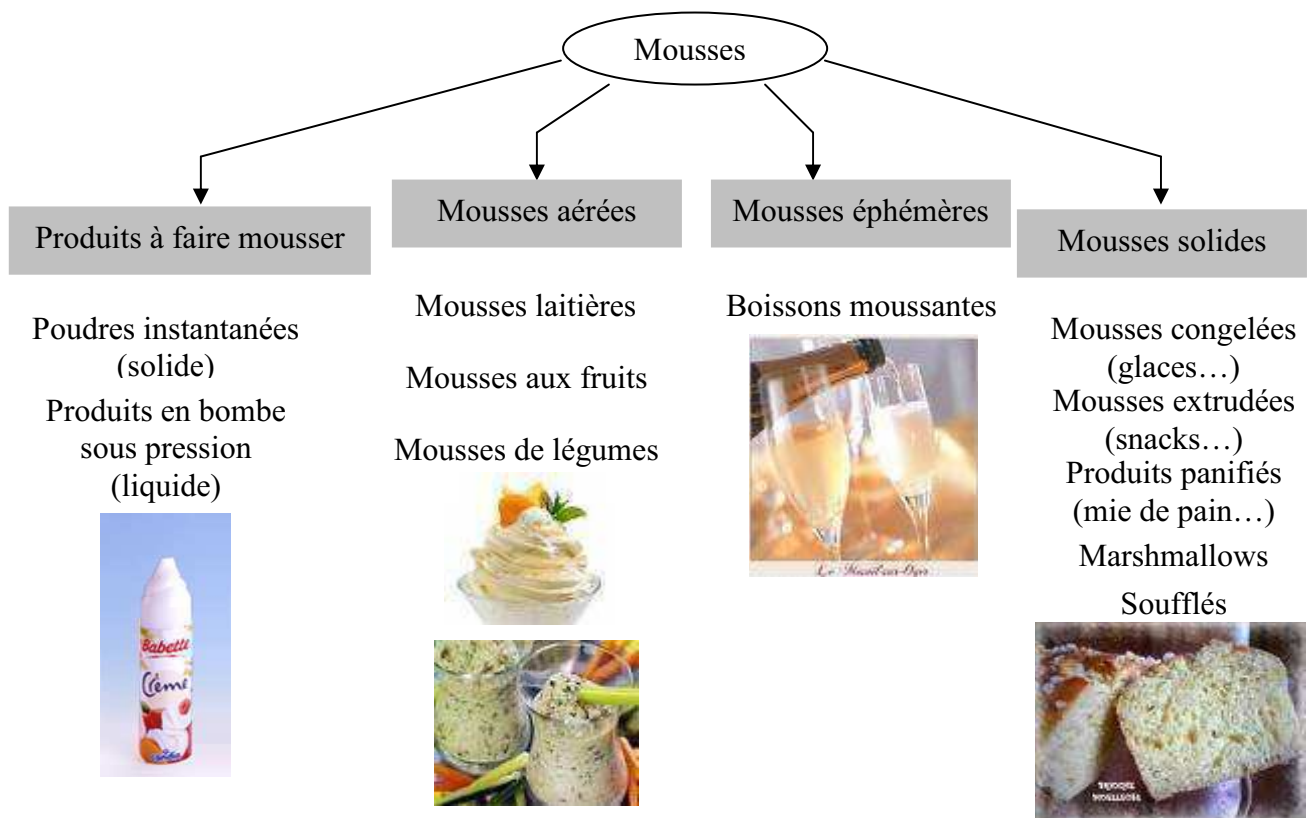 Mousses
Produits à faire mousser
Poudres instantanées
(solide)
Produits en bombe
sous pression
(liquide)
Babette
Crème
Mousses aérées
Mousses laitières
Mousses aux fruits
Mousses de légumes
Mousses éphémères
Boissons moussantes
Mousses solides
Mousses congelées
(glaces…)
Mousses extrudées
(snacks…)
Produits panifiés
(mie de pain…)
Marshmallows
Soufflés